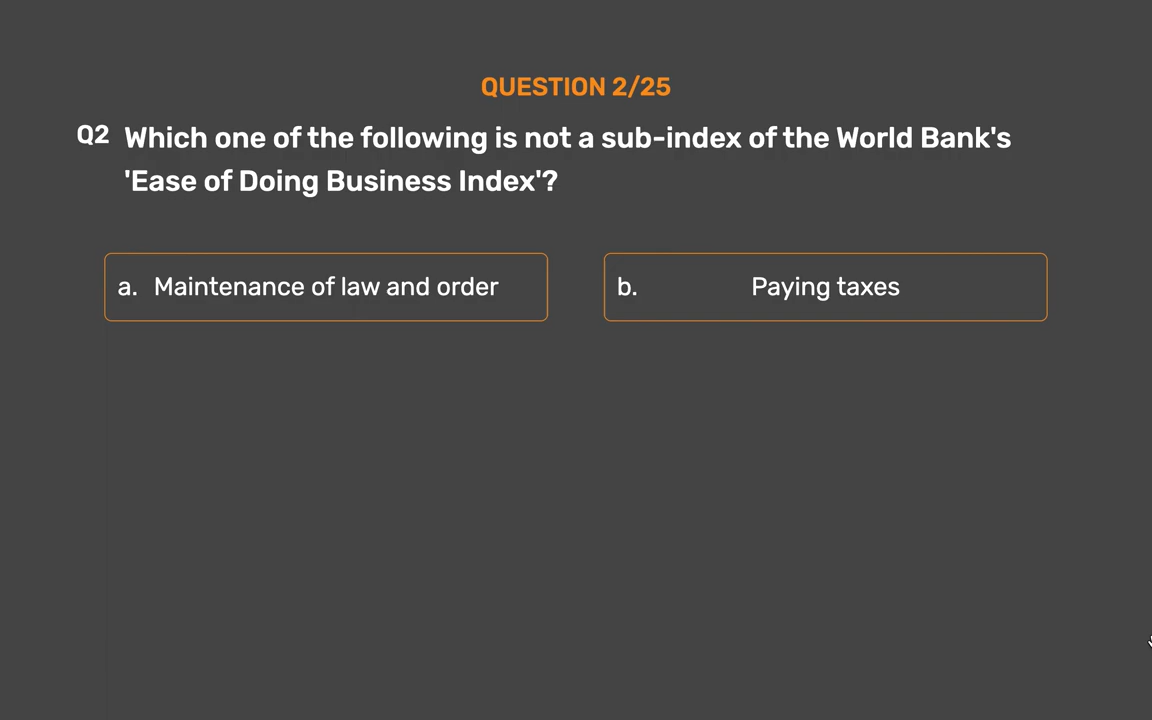 QUESTION 2/25
Q2 Which one of the following is not a sub-index of the World Bank's
'Ease of Doing Business Index'?
a. Maintenance of law and order
b. Paying taxes